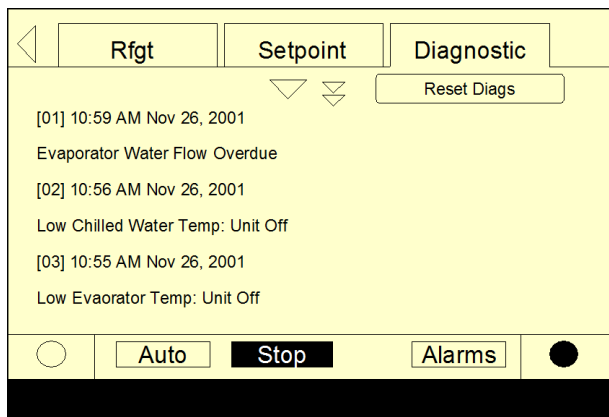 Rfgt Setpoint Diagnostic
Reset Diags
[01] 10:59 AM Nov 26, 2001
Evaporator Water Flow Overdue
[02] 10:56 AM Nov 26, 2001
Low Chilled Water Temp: Unit Off
[03] 10:55 AM Nov 26, 2001
Low Evaorator Temp: Unit Off
Auto Stop Alarms